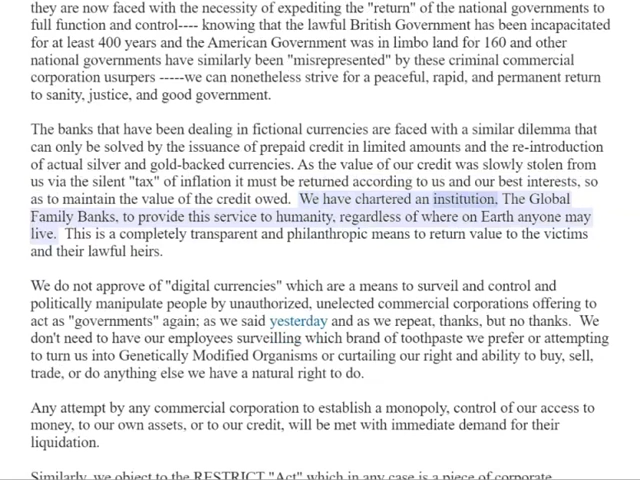 they are now faced with the necessity of expediting the "return" of the national governments to
full function and control---- knowing that the lawful British Government has been incapacitated
for at least 400 years and the American Government was in limbo land for 160 and other
national governments have similarly been "misrepresented" by these criminal commercial
corporation usurpers -----we can nonetheless strive for a peaceful, rapid, and permanent return
to sanity, justice, and good government.
The banks that have been dealing in fictional currencies are faced with a similar dilemma that
can only be solved by the issuance of prepaid credit in limited amounts and the re-introduction
of actual silver and gold-backed currencies. As the value of our credit was slowly stolen from
us via the silent "tax" of inflation it must be returned according to us and our best interests, so
as to maintain the value of the credit owed. We have chartered an institution, The Global
Family Banks, to provide this service to humanity, regardless of where on Earth anyone may
live. This is a completely transparent and philanthropic means to return value to the victims
and their lawful heirs.
We do not approve of "digital currencies" which are a means to surveil and control and
politically manipulate people by unauthorized, unelected commercial corporations offering to
act as "governments" again; as we said yesterday and as we repeat, thanks, but no thanks. We
don't need to have our employees surveilling which brand of toothpaste we prefer or attempting
to turn us into Genetically Modified Organisms or curtailing our right and ability to buy, sell,
trade, or do anything else we have a natural right to do.
Any attempt by any commercial corporation to establish a monopoly, control of our access to
money, to our own assets, or to our credit, will be met with immediate demand for their
liquidation.
Similarly, we object to the RESTRICT "Act" which in any case is a piece of corporate